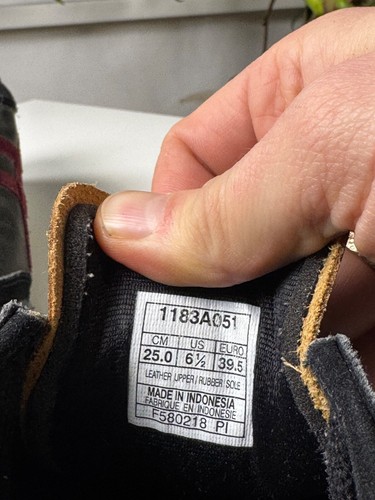 1183A051
CM US EURO
25.0 6½ 39.5
LEATHER UPPER / RUBBER SOLE
MADE IN INDONESIA
FABRIQUE EN INDONESIE
F580218 PI